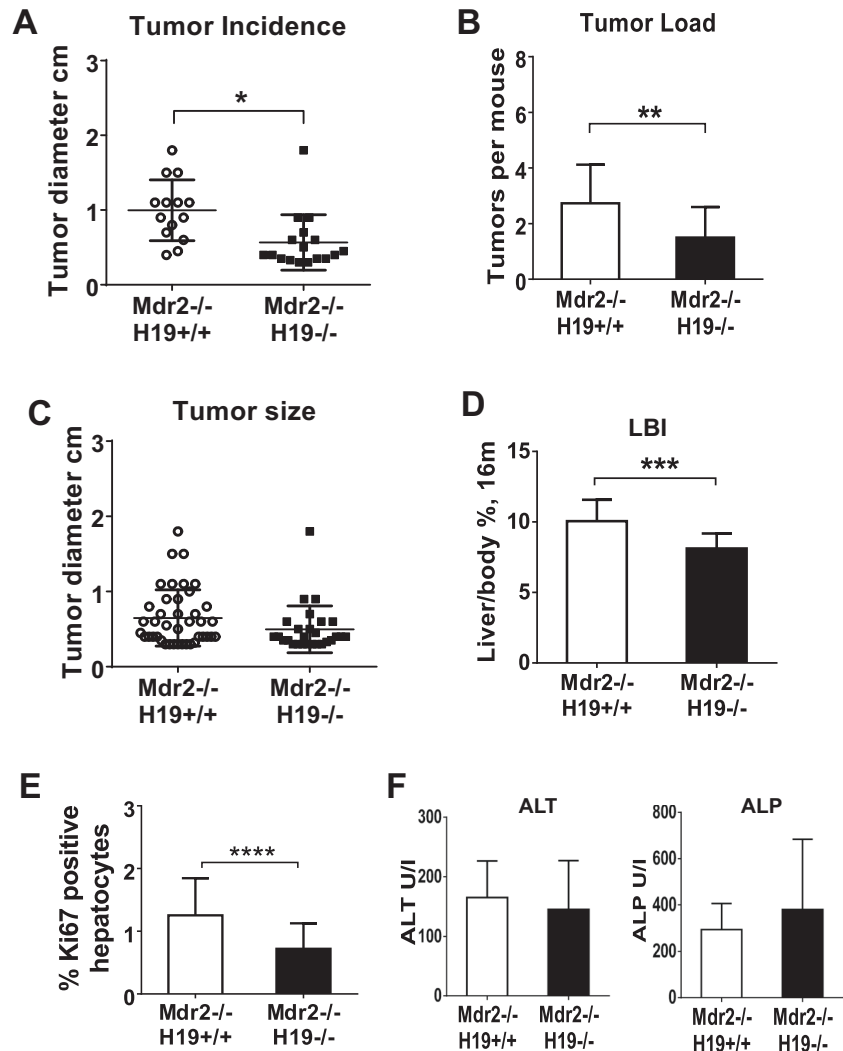 A
Tumor Incidence
Tumor diameter cm
3
2
1
0
*
Mdr2-/- Mdr2-/-
H19+/+ H19-/-
B
Tumor Load
Tumors per mouse
8
6
4
2
0
**
Mdr2-/- Mdr2-/-
H19+/+ H19-/-
C
Tumor size
Tumor diameter cm
3
2
1
0
Mdr2-/- Mdr2-/-
H19+/+ H19-/-
D
LBI
Liver/body %, 16m
15
10
5
0
***
Mdr2-/- Mdr2-/-
H19+/+ H19-/-
E
% Ki67 positive
hepatocytes
3
2
1
0
****
Mdr2-/- Mdr2-/-
H19+/+ H19-/-
F
ALT
ALT U/I
300
200
100
0
Mdr2-/- Mdr2-/-
H19+/+ H19-/-
ALP
ALP U/I
800
600
400
200
0
Mdr2-/- Mdr2-/-
H19+/+ H19-/-